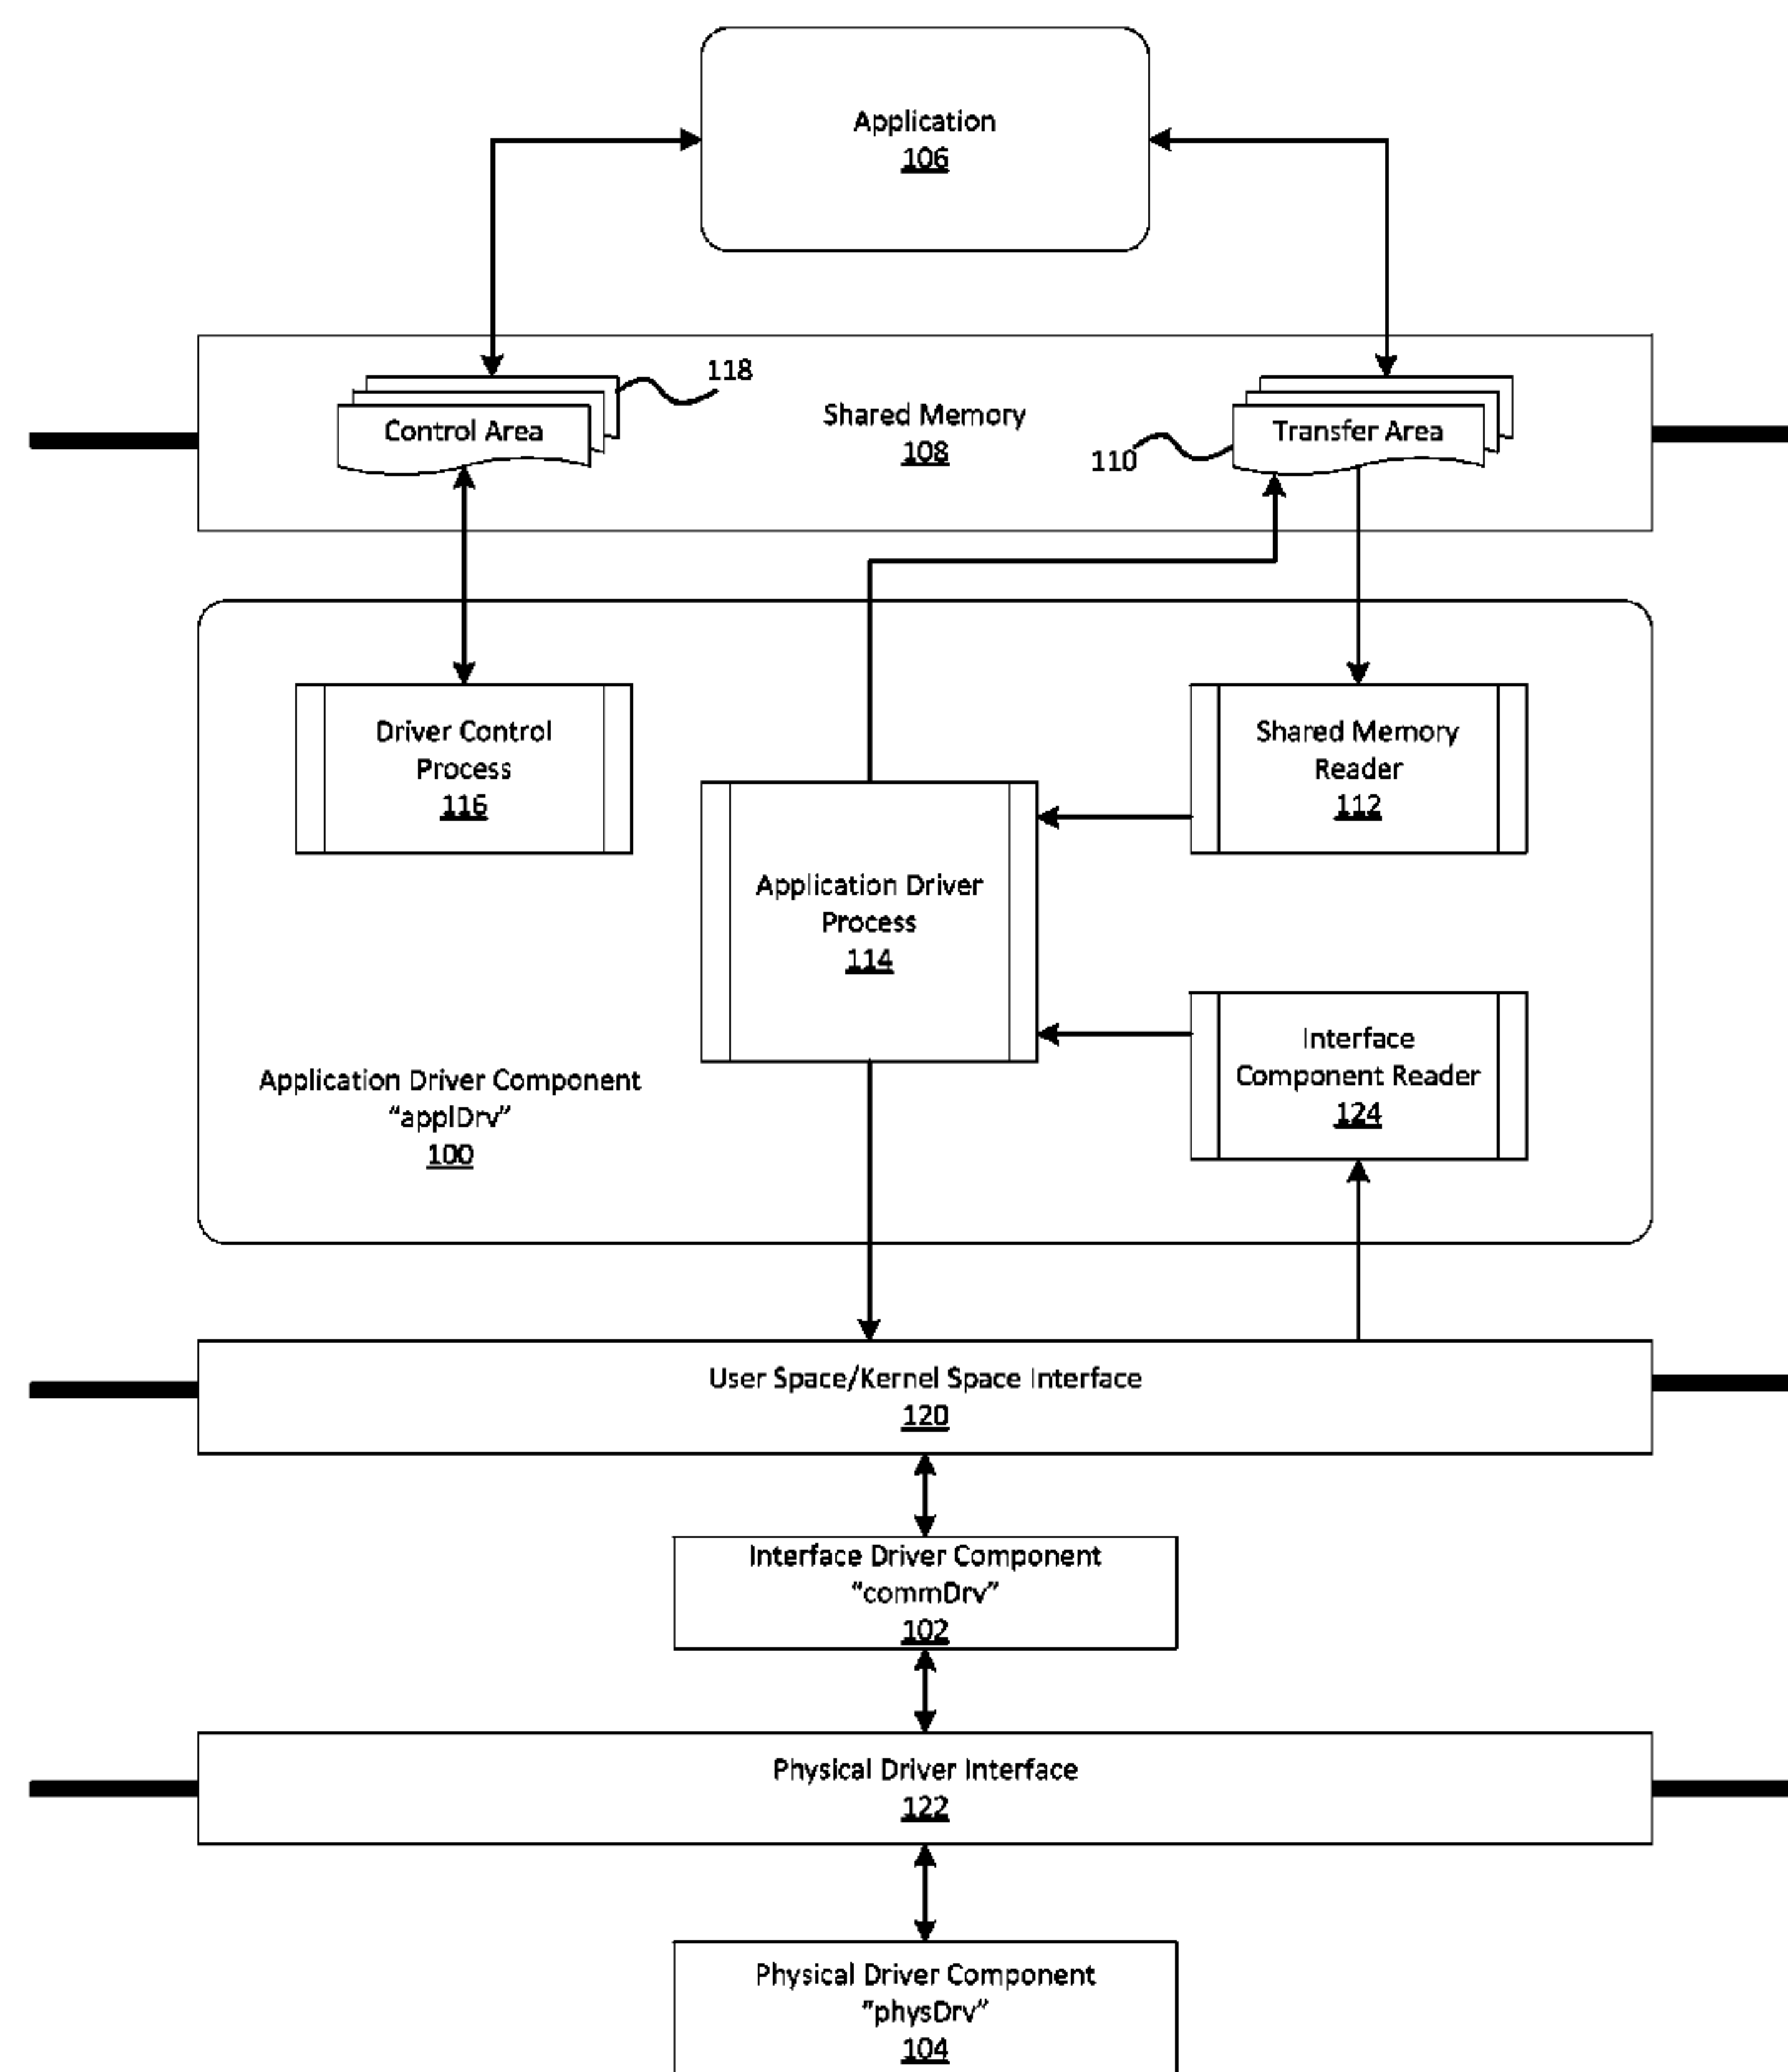 Application
106
118
Control Area
Shared Memory
108
110
Transfer Area
Driver Control
Process
116
Shared Memory
Reader
112
Application Driver
Process
114
Interface
Component Reader
124
Application Driver Component
“applDrv”
100
User Space/Kernel Space Interface
120
Interface Driver Component
“commDrv”
102
Physical Driver Interface
122
Physical Driver Component
“physDrv”
104